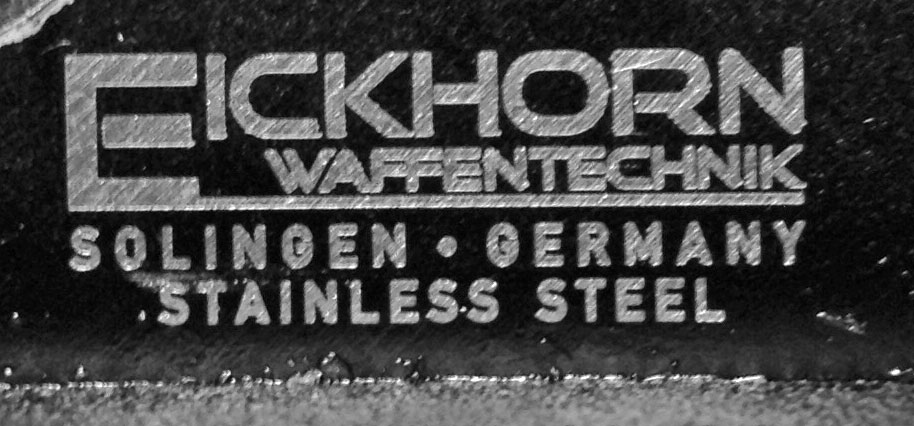 EICKHORN
WAFFENTECHNIK
SOLINGEN • GERMANY
STAINLESS STEEL